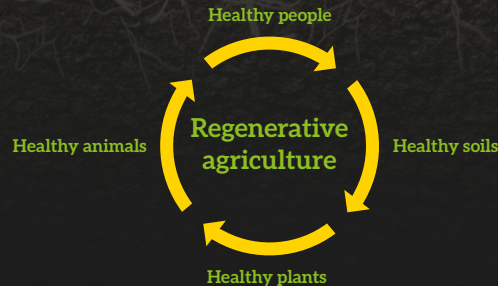 Healthy people
Regenerative
agriculture
Healthy animals
Healthy soils
Healthy plants